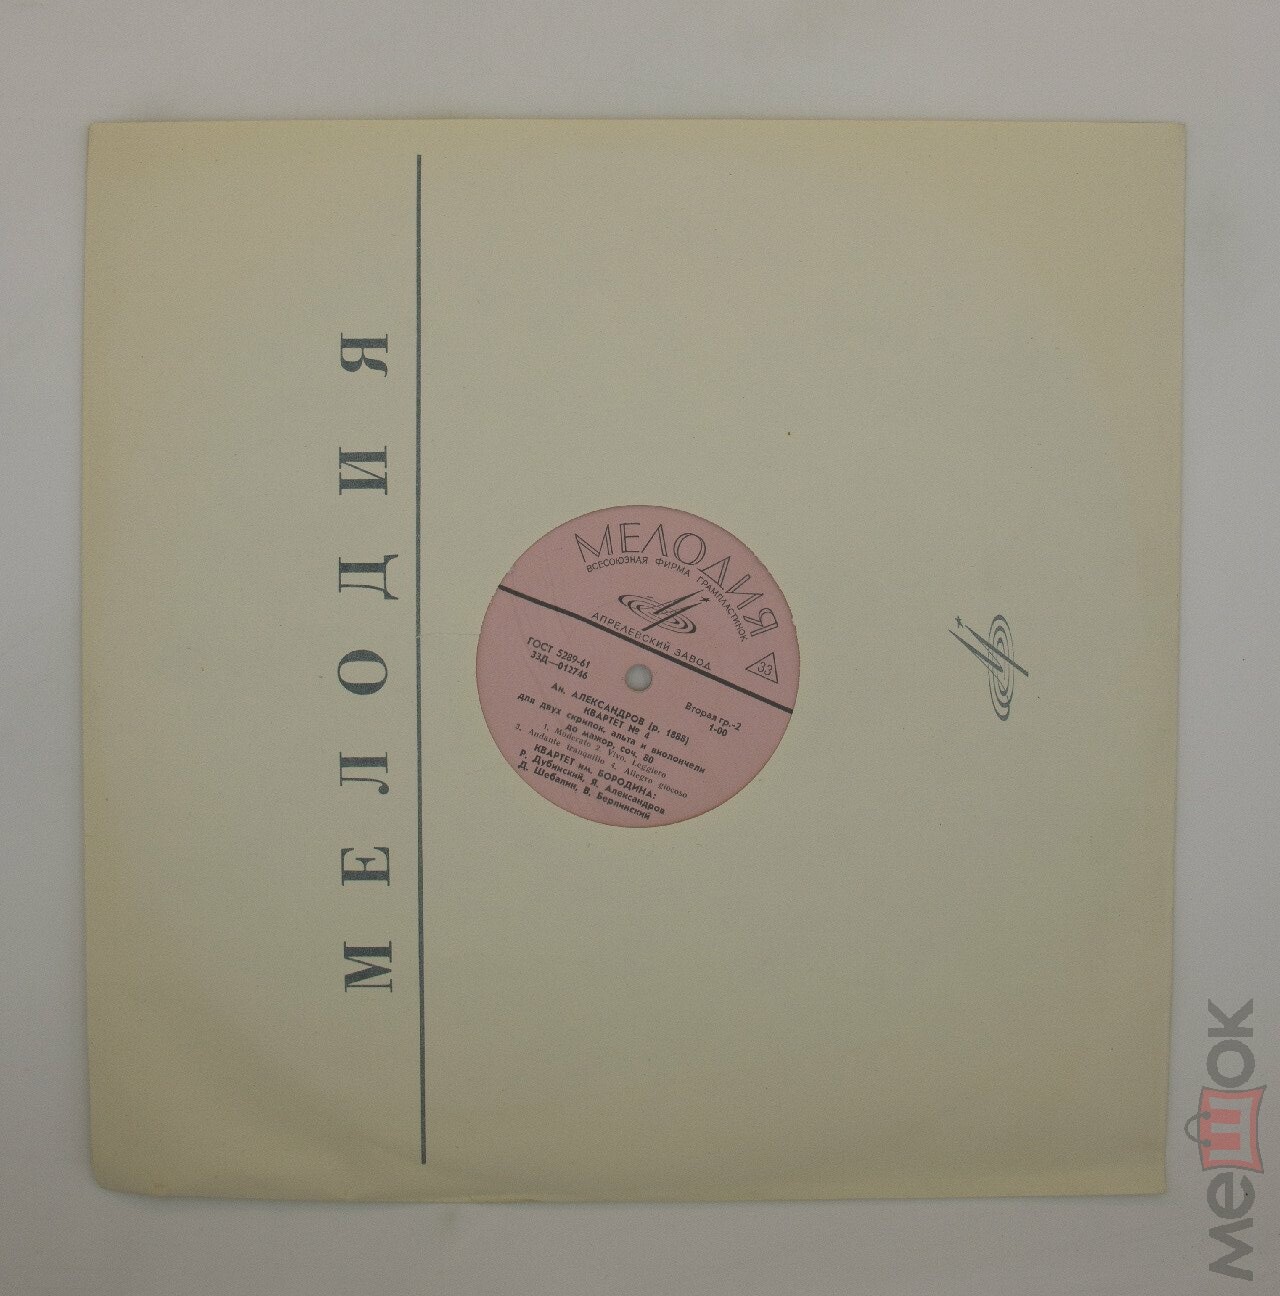 МЕЛОДИЯ
МЕЛОДИЯ
ВСЕСОЮЗНАЯ ФИРМА ГРАМПЛАСТИНОК
АПРЕЛЕВСКИЙ ЗАВОД
33
ГОСТ 5289-61
33Д—012746
Вторая гр.-2
1-00
Ан. АЛЕКСАНДРОВ (р. 1888)
КВАРТЕТ № 4
для двух скрипок, альта и виолончели
до мажор, соч. 80
1. Moderato 2. Vivo. Leggiero
3. Andante tranquillo 4. Allegro giocoso
КВАРТЕТ им. БОРОДИНА:
Р. Дубинский, Я. Александров
Д. Шебалин, В. Берлинский
мешок